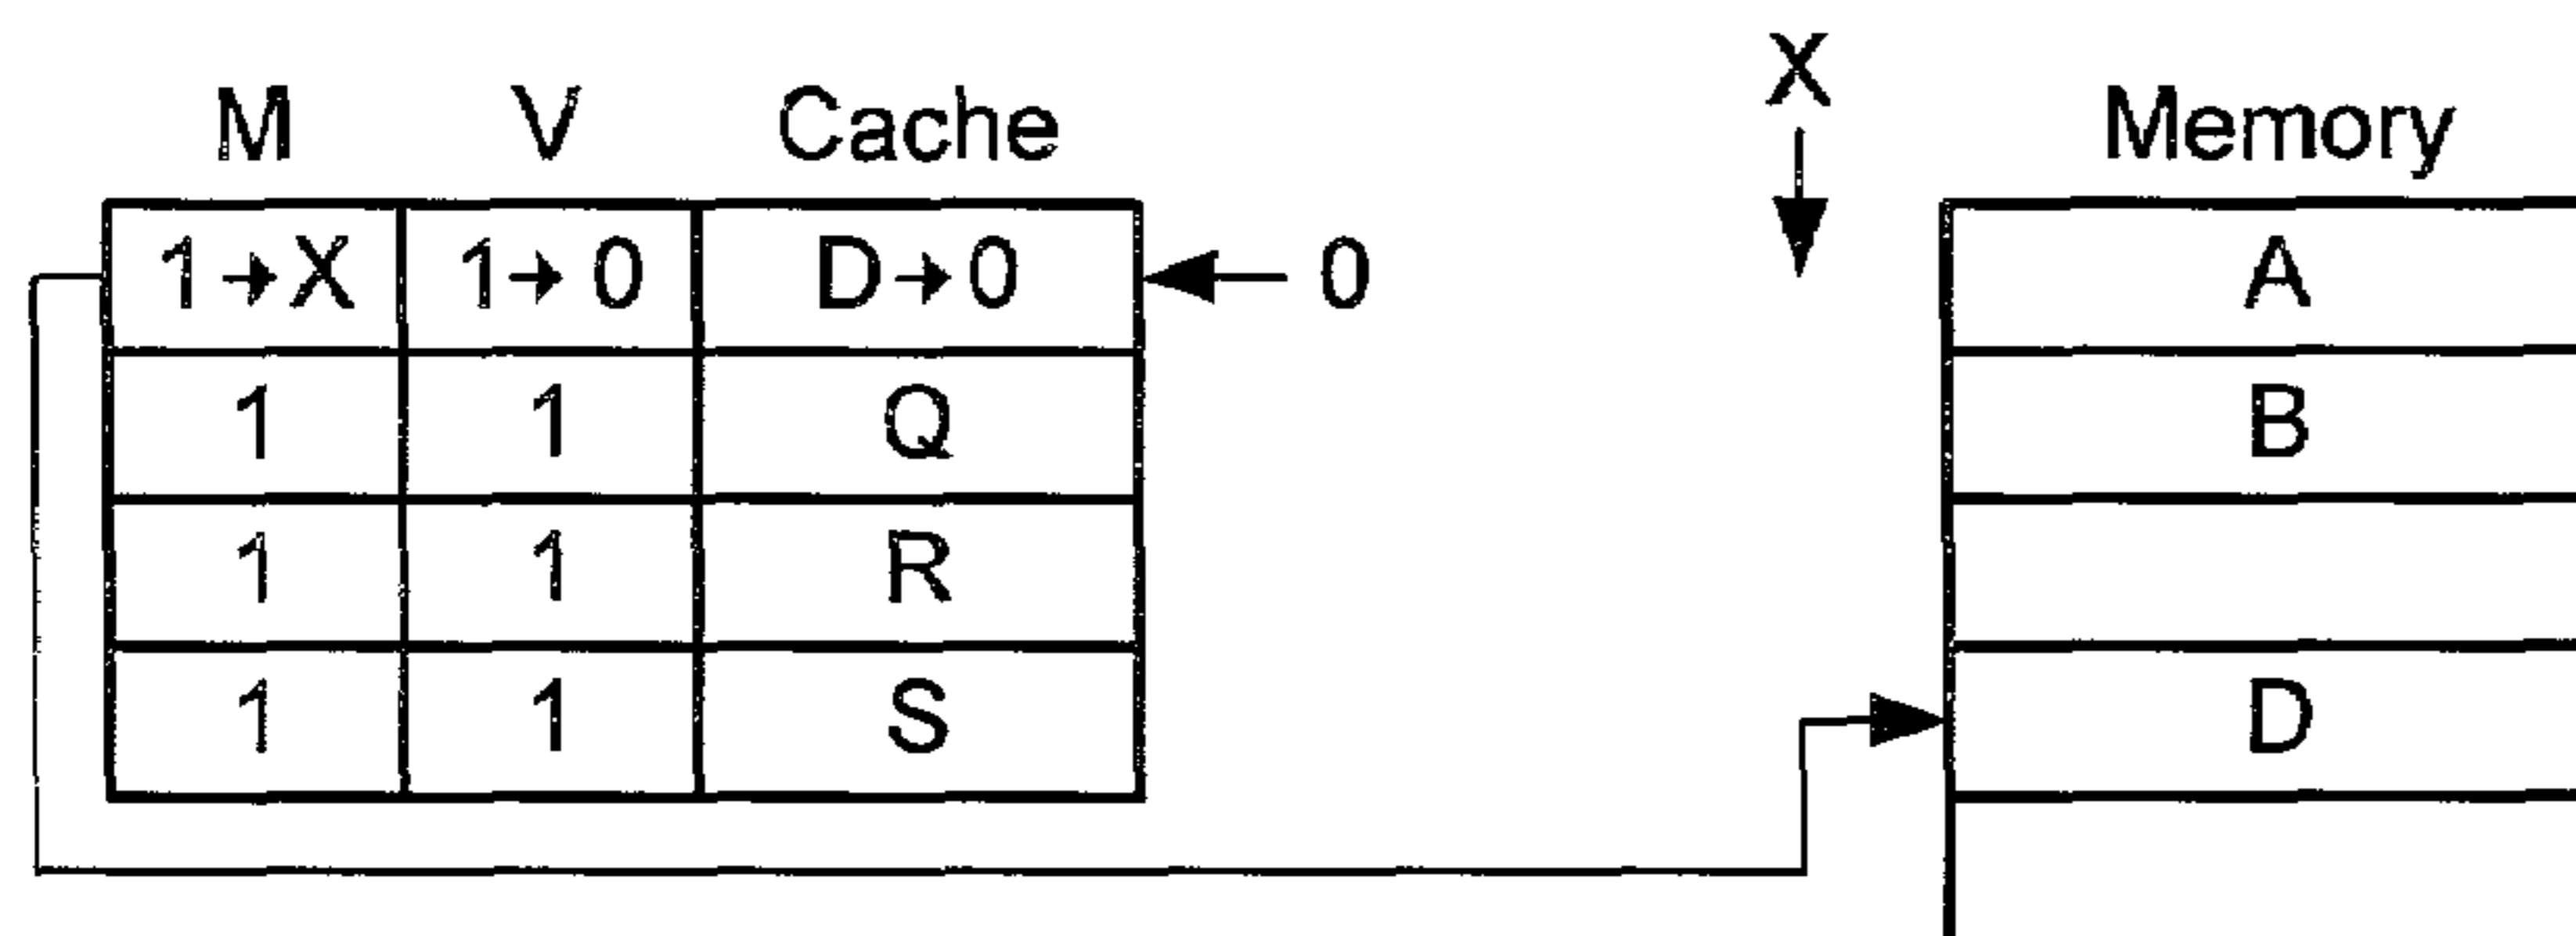 X
M V Cache Memory
1→X 1→0 D→0 0 A
1 1 Q B
1 1 R
1 1 S D